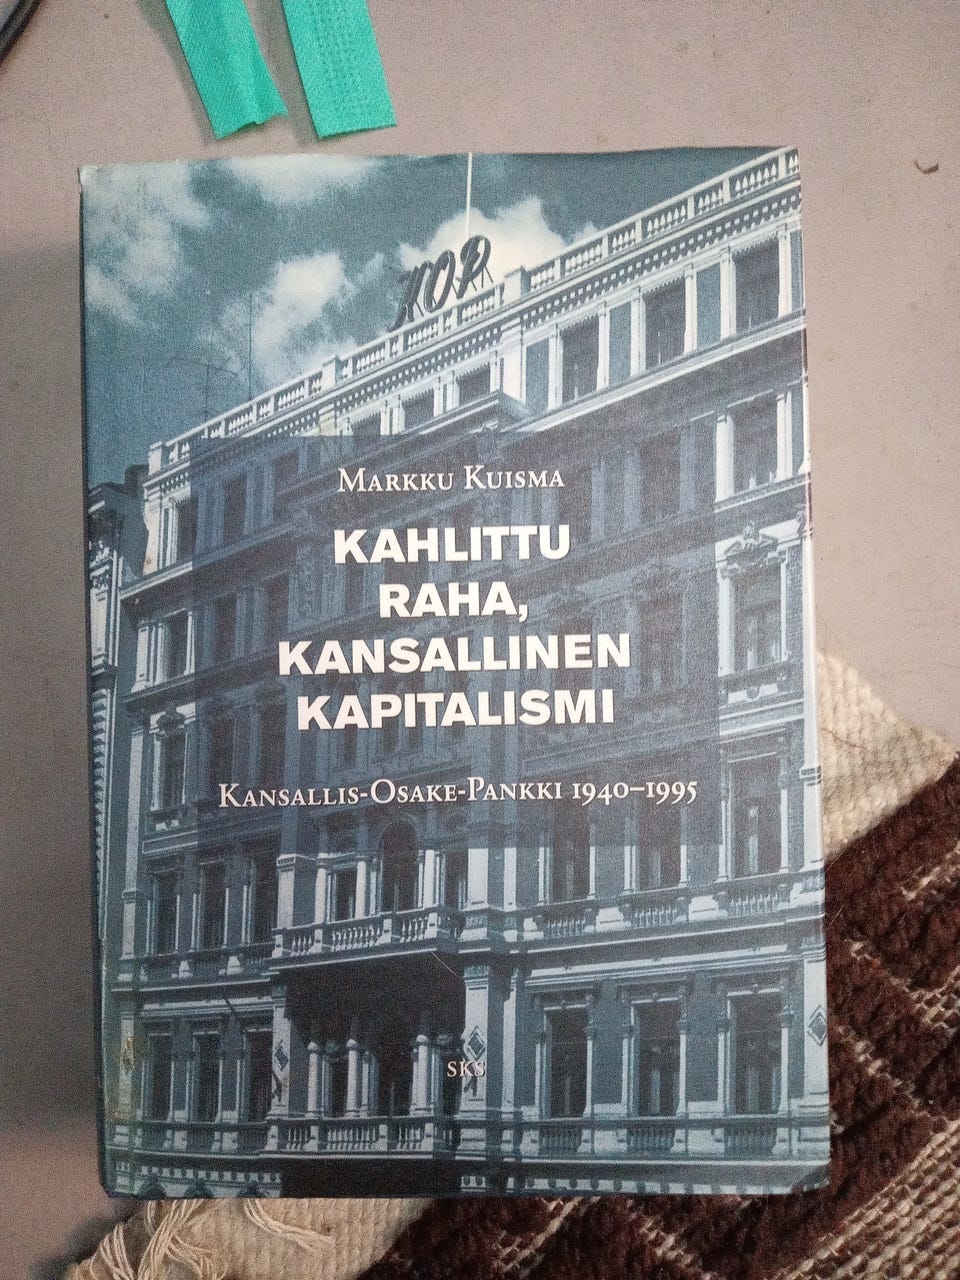 KOP
MARKKU KUISMA
KAHLITTU
RAHA,
KANSALLINEN
KAPITALISMI
KANSALLIS-OSAKE-PANKKI 1940–1995
SKS